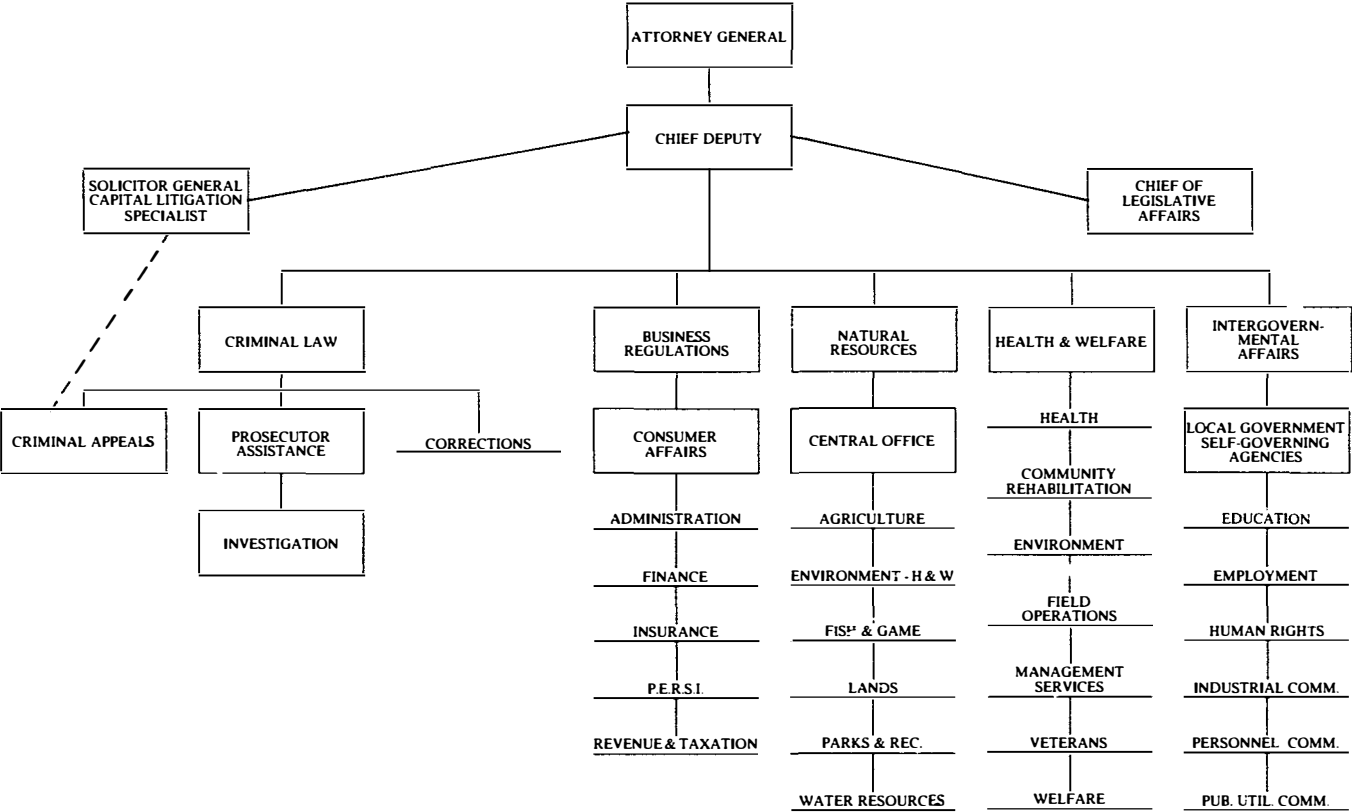 ATTORNEY GENERAL
CHIEF DEPUTY
SOLICITOR GENERAL
CAPITAL LITIGATION
SPECIALIST
CHIEF OF
LEGISLATIVE
AFFAIRS
CRIMINAL LAW
BUSINESS
REGULATIONS
NATURAL
RESOURCES
HEALTH & WELFARE
INTERGOVERN-
MENTAL
AFFAIRS
CRIMINAL APPEALS
PROSECUTOR
ASSISTANCE
CORRECTIONS
INVESTIGATION
CONSUMER
AFFAIRS
ADMINISTRATION
FINANCE
INSURANCE
P.E.R.S.I.
REVENUE & TAXATION
CENTRAL OFFICE
AGRICULTURE
ENVIRONMENT - H & W
FISH & GAME
LANDS
PARKS & REC.
WATER RESOURCES
HEALTH
COMMUNITY
REHABILITATION
ENVIRONMENT
FIELD
OPERATIONS
MANAGEMENT
SERVICES
VETERANS
WELFARE
LOCAL GOVERNMENT
SELF-GOVERNING
AGENCIES
EDUCATION
EMPLOYMENT
HUMAN RIGHTS
INDUSTRIAL COMM.
PERSONNEL COMM.
PUB. UTIL. COMM.